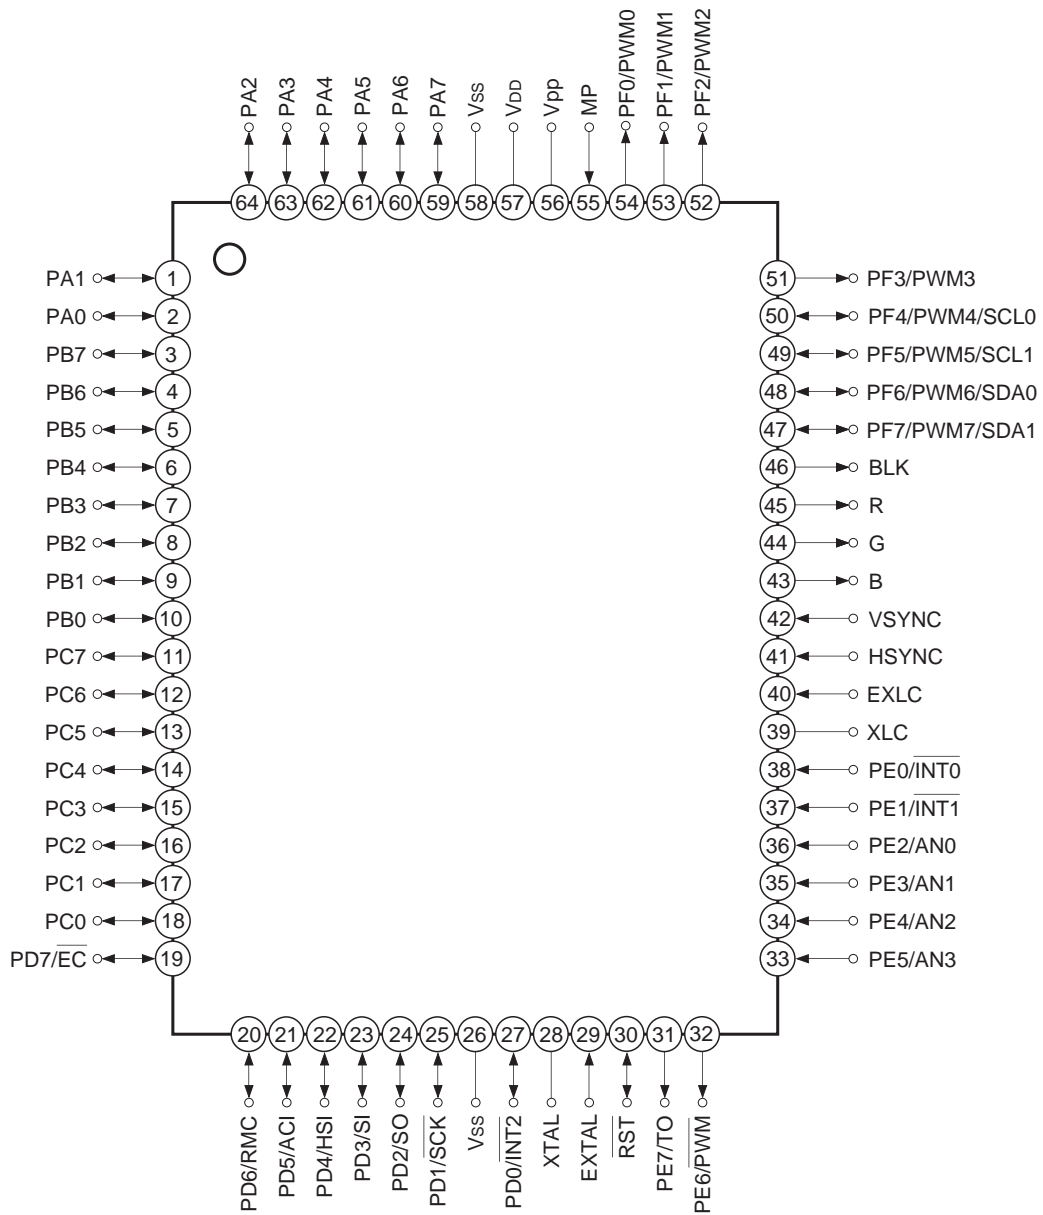 PA2
PA3
PA4
PA5
PA6
PA7
Vss
VDD
Vpp
MP
PF0/PWM0
PF1/PWM1
PF2/PWM2
64 63 62 61 60 59 58 57 56 55 54 53 52
PA1 1
PA0 2
PB7 3
PB6 4
PB5 5
PB4 6
PB3 7
PB2 8
PB1 9
PB0 10
PC7 11
PC6 12
PC5 13
PC4 14
PC3 15
PC2 16
PC1 17
PC0 18
PD7/EC 19
51 PF3/PWM3
50 PF4/PWM4/SCL0
49 PF5/PWM5/SCL1
48 PF6/PWM6/SDA0
47 PF7/PWM7/SDA1
46 BLK
45 R
44 G
43 B
42 VSYNC
41 HSYNC
40 EXLC
39 XLC
38 PE0/INT0
37 PE1/INT1
36 PE2/AN0
35 PE3/AN1
34 PE4/AN2
33 PE5/AN3
20 21 22 23 24 25 26 27 28 29 30 31 32
PD6/RMC
PD5/ACI
PD4/HSI
PD3/SI
PD2/SO
PD1/SCK
Vss
PD0/INT2
XTAL
EXTAL
RST
PE7/TO
PE6/PWM